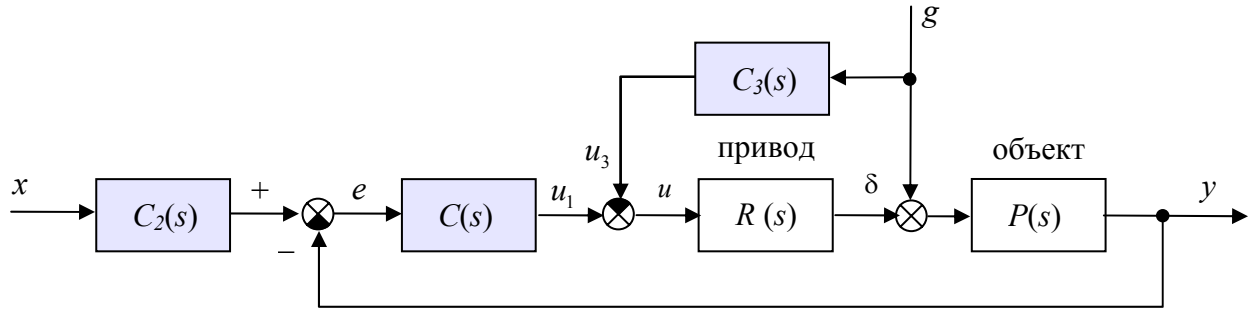 g
C₃(s)
u₃
привод
объект
x
C₂(s)
+
e
C(s)
u₁
u
R (s)
δ
P(s)
y
−